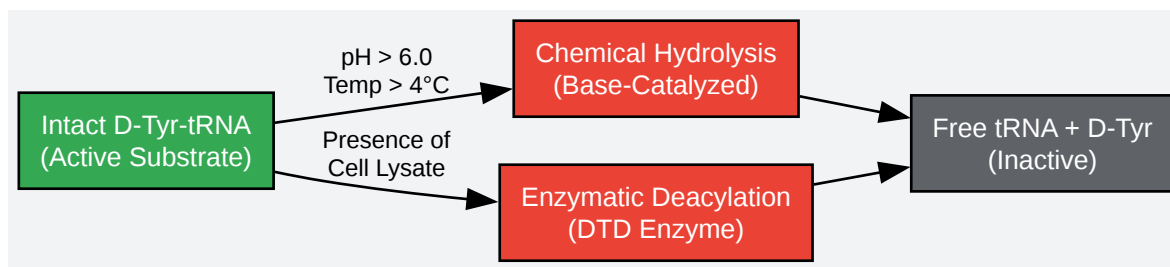 Intact D-Tyr-tRNA
(Active Substrate)
pH > 6.0
Temp > 4°C
Presence of
Cell Lysate
Chemical Hydrolysis
(Base-Catalyzed)
Enzymatic Deacylation
(DTD Enzyme)
Free tRNA + D-Tyr
(Inactive)